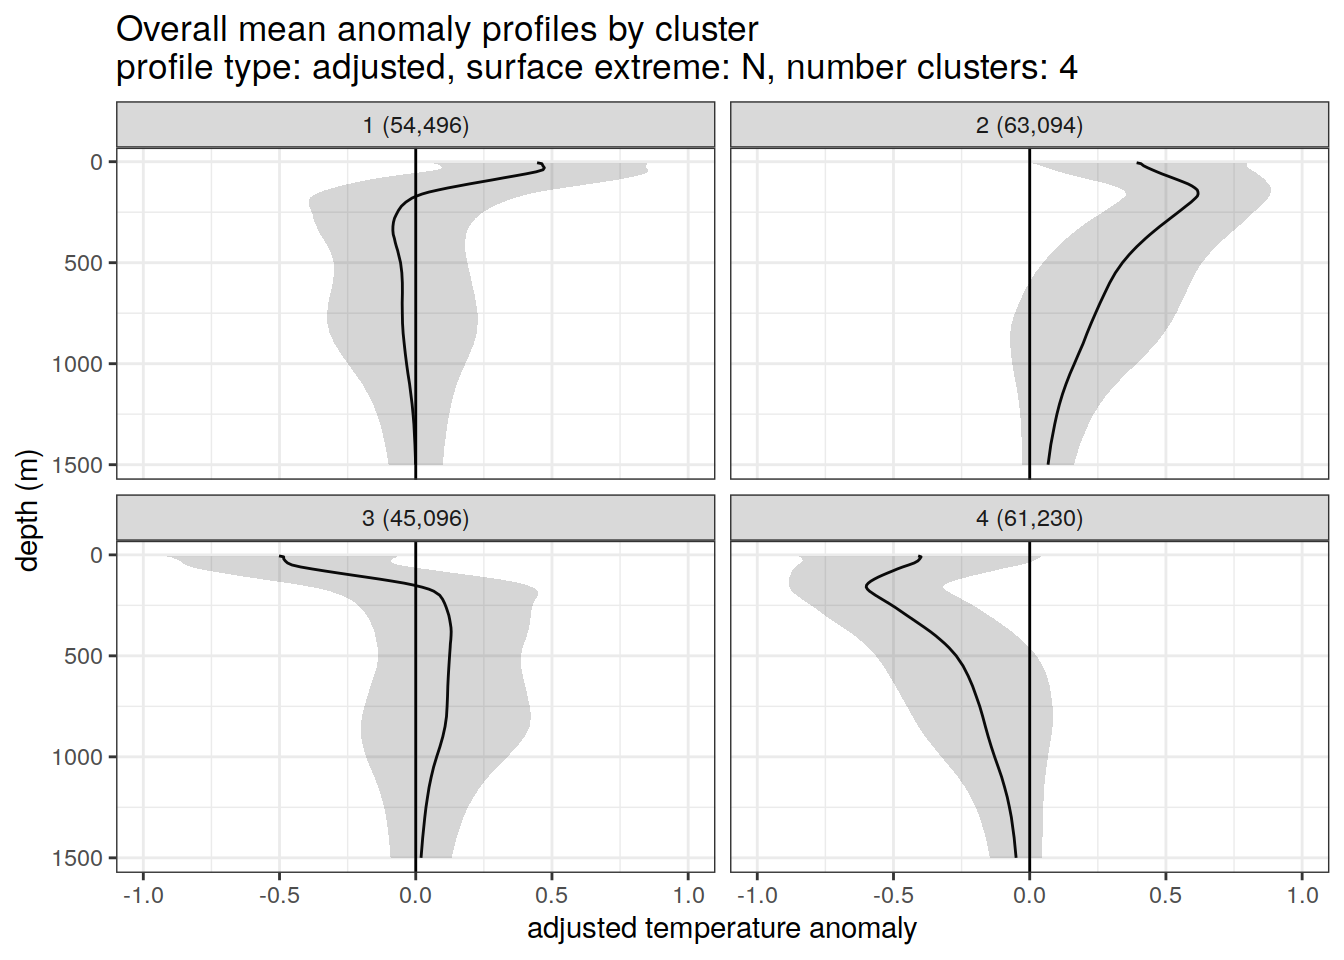 Overall mean anomaly profiles by cluster
profile type: adjusted, surface extreme: N, number clusters: 4
1 (54,496)
2 (63,094)
0
500
1000
1500
3 (45,096)
4 (61,230)
0
500
1000
1500
depth (m)
-1.0 -0.5 0.0 0.5 1.0 -1.0 -0.5 0.0 0.5 1.0
adjusted temperature anomaly